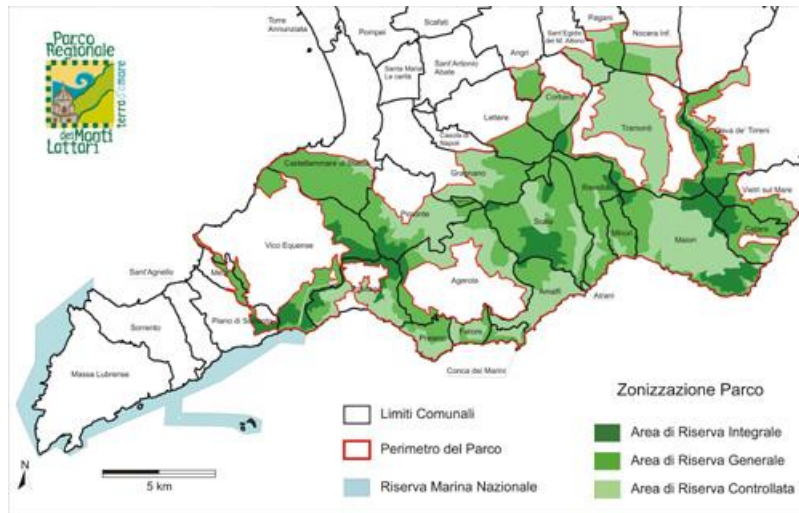 Parco
Regionale
dei Monti
Lattari
terra d'amare
Torre
Annunziata
Pompei
Scafati
Pagani
Sant'Egidio
del M. Albino
Nocera Inf.
Angri
Santa Maria
La carità
Sant'Antonio
Abate
Lettere
Corbara
Tramonti
Cava de' Tirreni
Casola di
Napoli
Castellammare di Stabia
Gragnano
Ravello
Vietri sul Mare
Pimonte
Scala
Minori
Maiori
Cetara
Vico Equense
Agerola
Amalfi
Atrani
Sant'Agnello
Meta
Piano di Sorrento
Sorrento
Positano
Praiano
Furore
Conca dei Marini
Massa Lubrense
N
5 km
Limiti Comunali
Perimetro del Parco
Riserva Marina Nazionale
Zonizzazione Parco
Area di Riserva Integrale
Area di Riserva Generale
Area di Riserva Controllata